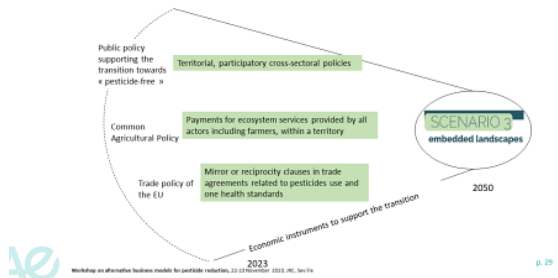 Public policy
supporting the
transition towards
« pesticide-free »
Territorial, participatory cross-sectoral policies
Common
Agricultural Policy
Payments for ecosystem services provided by all
actors including farmers, within a territory
Trade policy of
the EU
Mirror or reciprocity clauses in trade
agreements related to pesticides use and
one health standards
SCENARIO 3
embedded landscapes
2050
Economic instruments to support the transition
2023
Workshop on alternative business models for pesticide reduction, 22-23 November 2023, JRC, Seville
p. 29